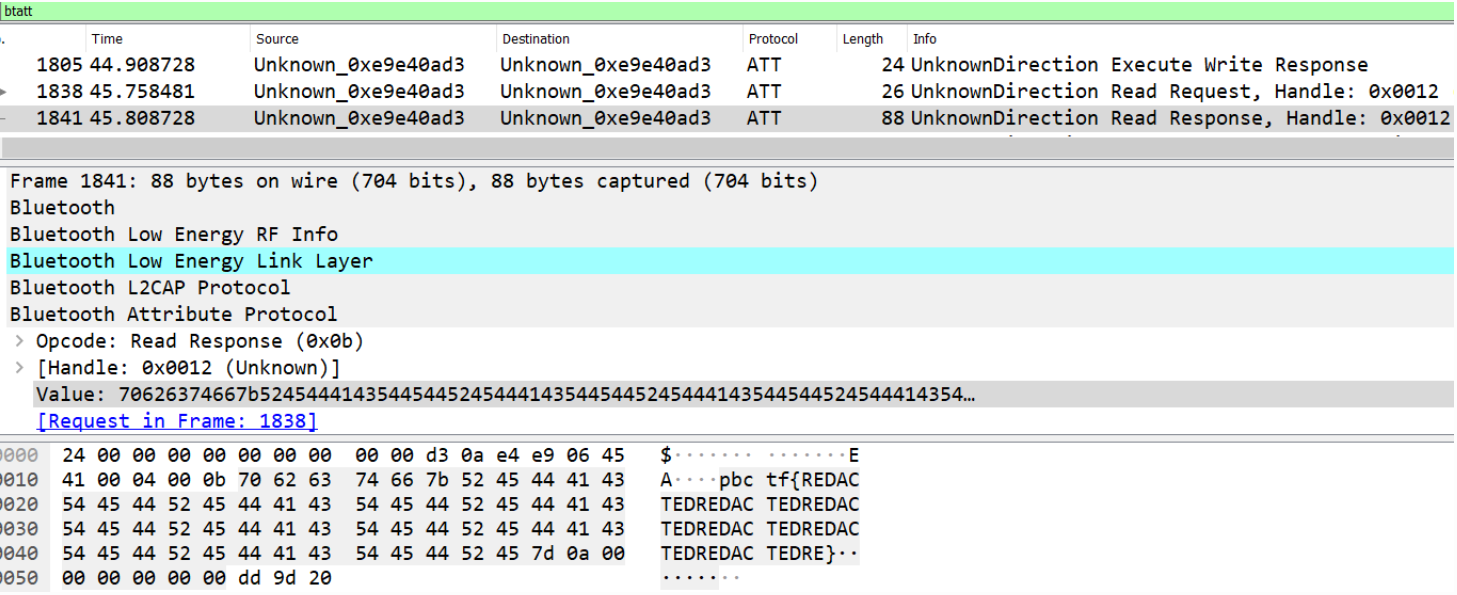 btatt
Time Source Destination Protocol Length Info
1805 44.908728 Unknown_0xe9e40ad3 Unknown_0xe9e40ad3 ATT 24 UnknownDirection Execute Write Response
1838 45.758481 Unknown_0xe9e40ad3 Unknown_0xe9e40ad3 ATT 26 UnknownDirection Read Request, Handle: 0x0012
1841 45.808728 Unknown_0xe9e40ad3 Unknown_0xe9e40ad3 ATT 88 UnknownDirection Read Response, Handle: 0x0012
Frame 1841: 88 bytes on wire (704 bits), 88 bytes captured (704 bits)
Bluetooth
Bluetooth Low Energy RF Info
Bluetooth Low Energy Link Layer
Bluetooth L2CAP Protocol
Bluetooth Attribute Protocol
> Opcode: Read Response (0x0b)
> [Handle: 0x0012 (Unknown)]
Value: 70626374667b524544414354454452454441435445445245444143544544524544414354…
[Request in Frame: 1838]
0000 24 00 00 00 00 00 00 00 00 00 d3 0a e4 e9 06 45 $······· ·······E
0010 41 00 04 00 0b 70 62 63 74 66 7b 52 45 44 41 43 A····pbc tf{REDAC
0020 54 45 44 52 45 44 41 43 54 45 44 52 45 44 41 43 TEDREDAC TEDREDAC
0030 54 45 44 52 45 44 41 43 54 45 44 52 45 44 41 43 TEDREDAC TEDREDAC
0040 54 45 44 52 45 44 41 43 54 45 44 52 45 7d 0a 00 TEDREDAC TEDRE}··
0050 00 00 00 00 00 dd 9d 20 ·······